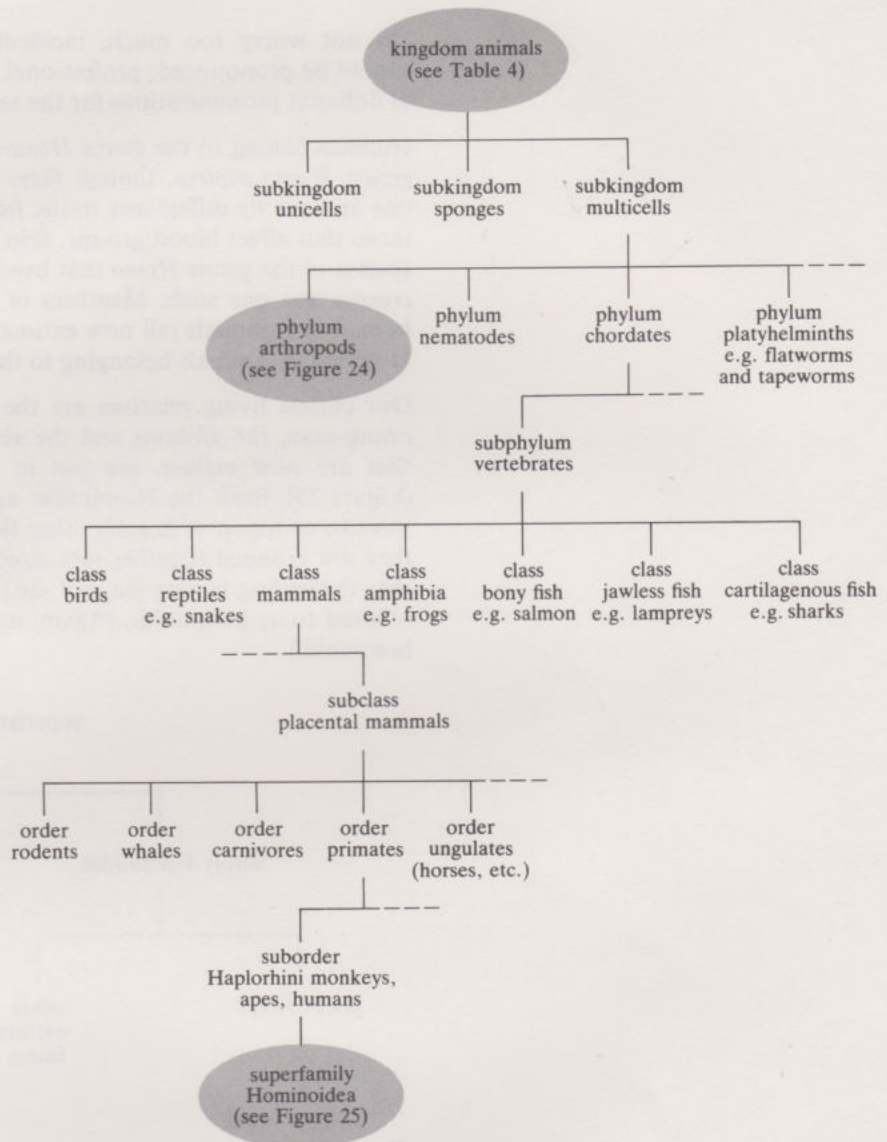 kingdom animals
(see Table 4)
subkingdom
unicells
subkingdom
sponges
subkingdom
multicells
phylum
arthropods
(see Figure 24)
phylum
nematodes
phylum
chordates
phylum
platyhelminths
e.g. flatworms
and tapeworms
subphylum
vertebrates
class
birds
class
reptiles
e.g. snakes
class
mammals
class
amphibia
e.g. frogs
class
bony fish
e.g. salmon
class
jawless fish
e.g. lampreys
class
cartilagenous fish
e.g. sharks
subclass
placental mammals
order
rodents
order
whales
order
carnivores
order
primates
order
ungulates
(horses, etc.)
suborder
Haplorhini monkeys,
apes, humans
superfamily
Hominoidea
(see Figure 25)